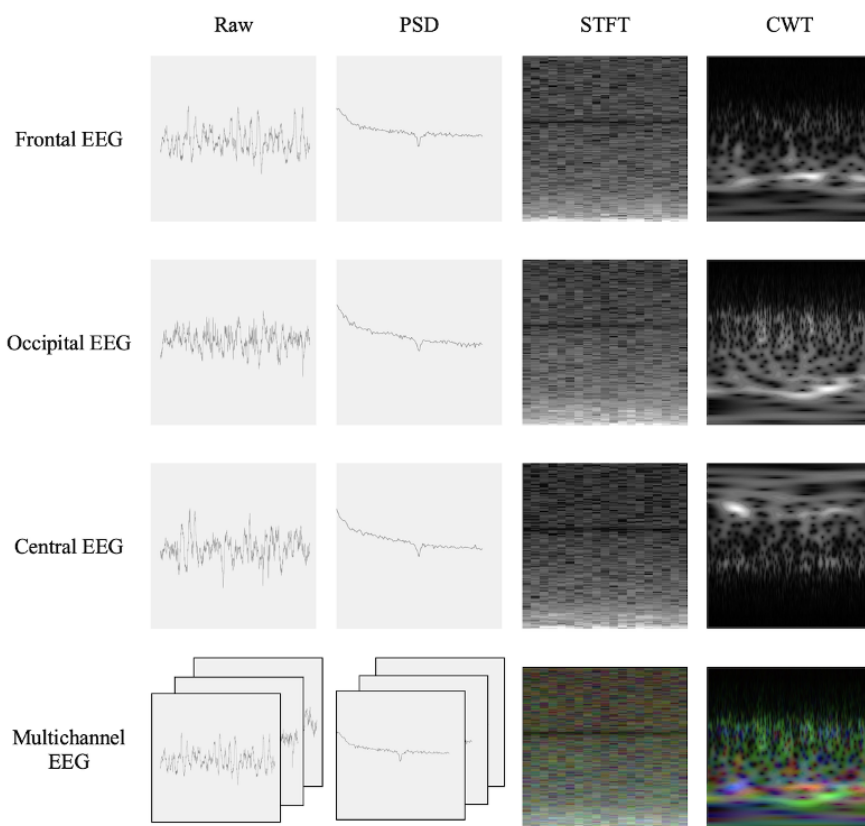 Raw PSD STFT CWT
Frontal EEG
Occipital EEG
Central EEG
Multichannel
EEG